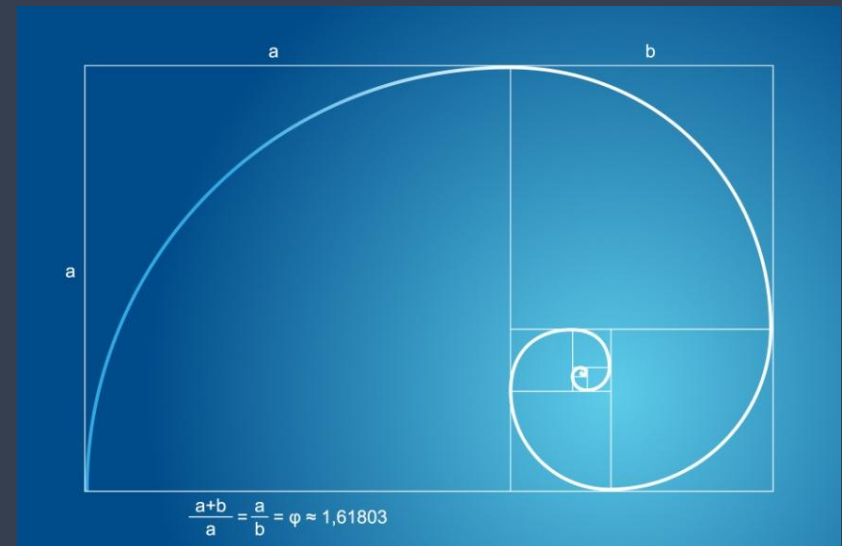 a b
a
a+b/a = a/b = φ ≈ 1,61803